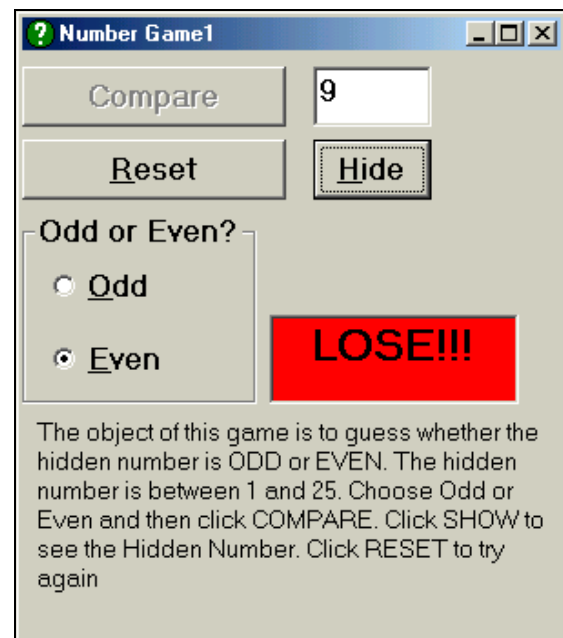 Number Game1
Compare 9
Reset Hide
Odd or Even?
Odd
Even LOSE!!!
The object of this game is to guess whether the
hidden number is ODD or EVEN. The hidden
number is between 1 and 25. Choose Odd or
Even and then click COMPARE. Click SHOW to
see the Hidden Number. Click RESET to try
again